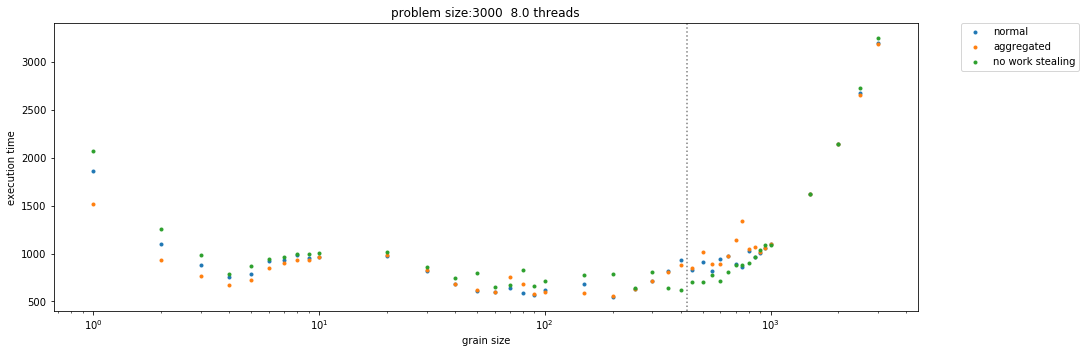 problem size:3000 8.0 threads
normal
aggregated
no work stealing
execution time
3000
2500
2000
1500
1000
500
10⁰
10¹
10²
10³
grain size